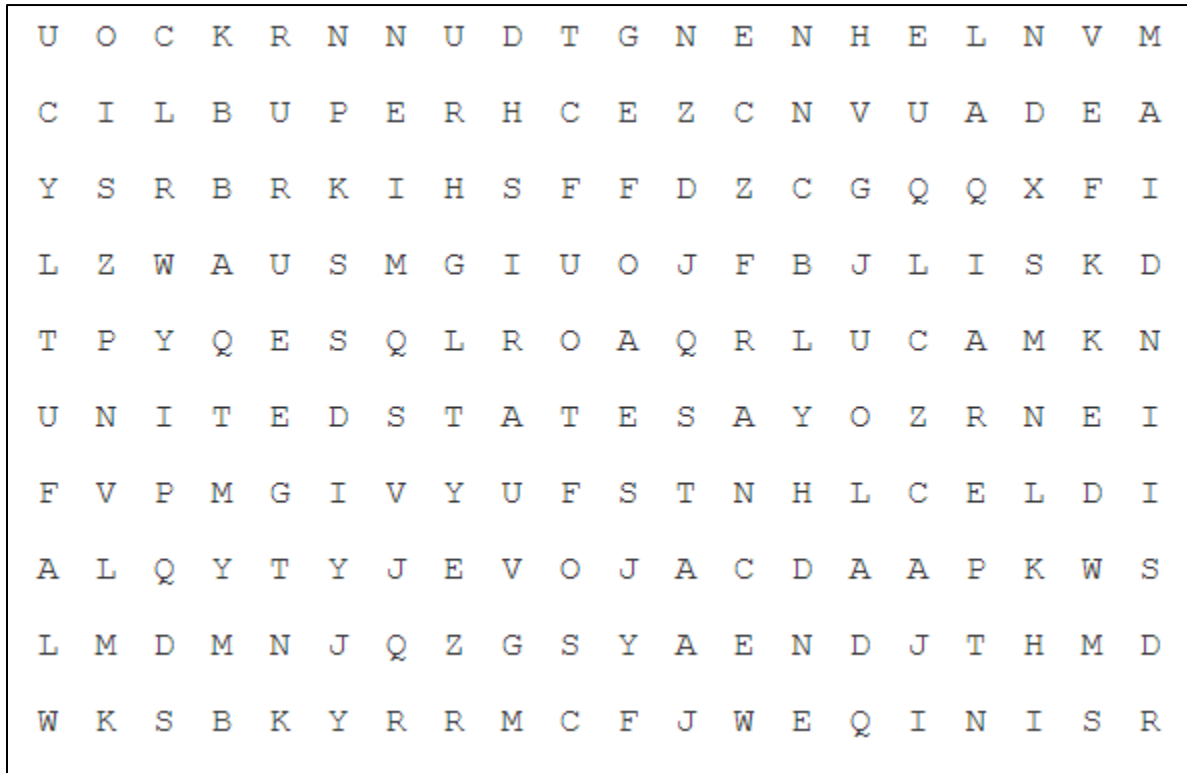 U O C K R N N U D T G N E N H E L N V M
C I L B U P E R H C E Z C N V U A D E A
Y S R B R K I H S F F D Z C G Q Q X F I
L Z W A U S M G I U O J F B J L I S K D
T P Y Q E S Q L R O A Q R L U C A M K N
U N I T E D S T A T E S A Y O Z R N E I
F V P M G I V Y U F S T N H L C E L D I
A L Q Y T Y J E V O J A C D A A P K W S
L M D M N J Q Z G S Y A E N D J T H M D
W K S B K Y R R M C F J W E Q I N I S R